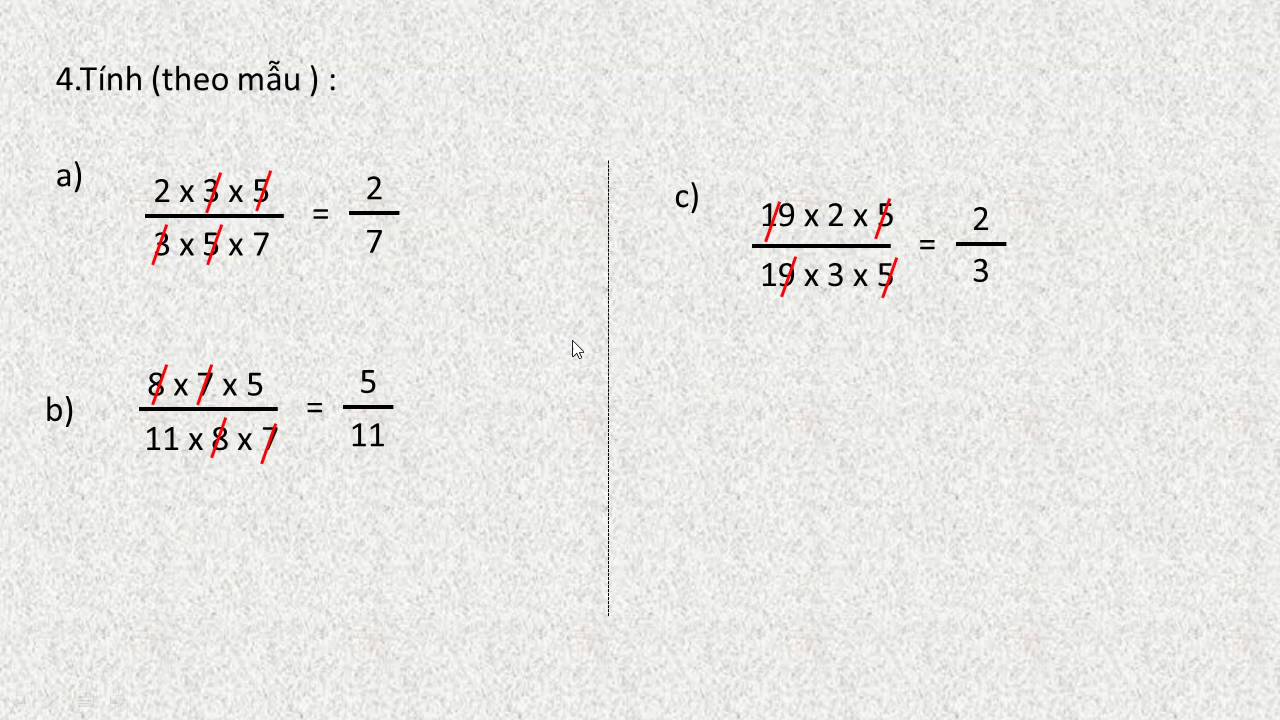 4.Tính (theo mẫu ) :
a)
2 x 3 x 5
3 x 5 x 7
=
2
7
b)
8 x 7 x 5
11 x 8 x 7
=
5
11
c)
19 x 2 x 5
19 x 3 x 5
=
2
3